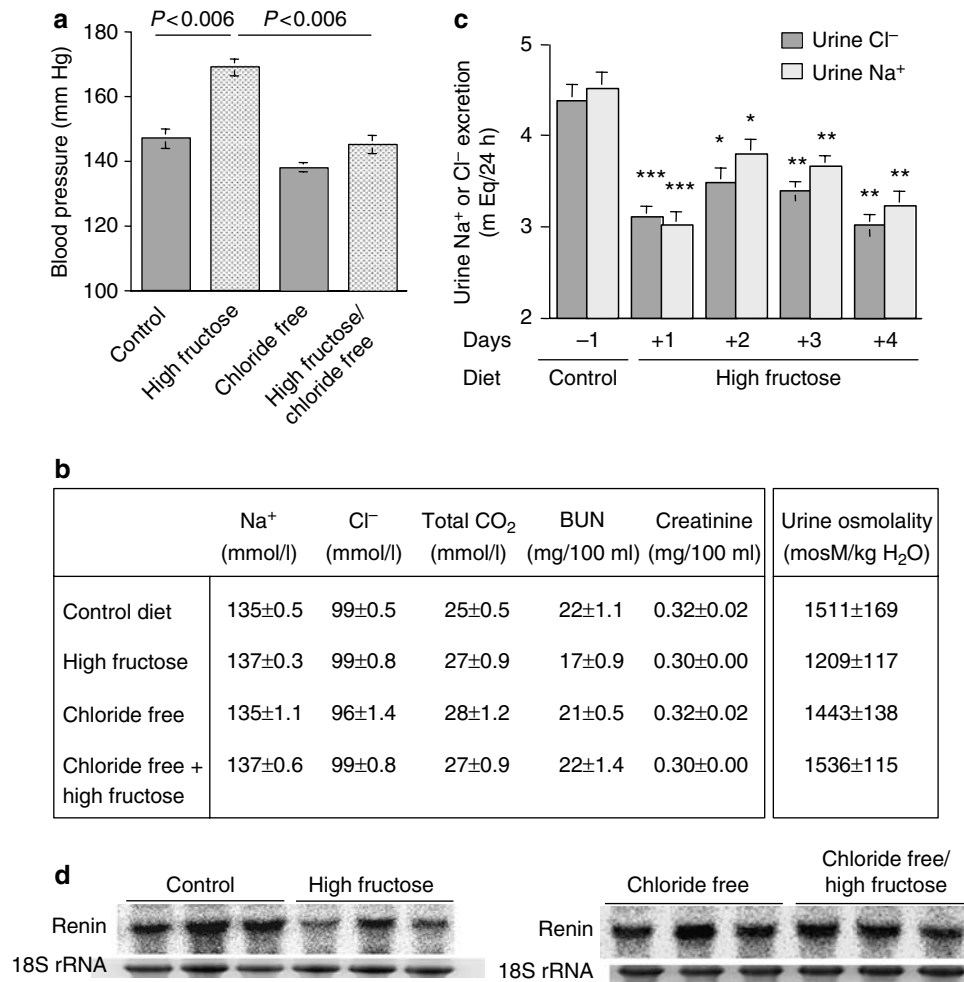 a
P<0.006 P<0.006
Blood pressure (mm Hg)
180
160
140
120
100
Control
High fructose
Chloride free
High fructose/
chloride free
c
Urine Cl⁻
Urine Na⁺
Urine Na⁺ or Cl⁻ excretion
(m Eq/24 h)
5
4
3
2
*** *** * * ** ** ** **
Days –1 +1 +2 +3 +4
Diet Control High fructose
b
Na⁺ Cl⁻ Total CO₂ BUN Creatinine Urine osmolality
(mmol/l) (mmol/l) (mmol/l) (mg/100 ml) (mg/100 ml) (mosM/kg H₂O)
Control diet 135±0.5 99±0.5 25±0.5 22±1.1 0.32±0.02 1511±169
High fructose 137±0.3 99±0.8 27±0.9 17±0.9 0.30±0.00 1209±117
Chloride free 135±1.1 96±1.4 28±1.2 21±0.5 0.32±0.02 1443±138
Chloride free +
high fructose 137±0.6 99±0.8 27±0.9 22±1.4 0.30±0.00 1536±115
d
Control High fructose
Renin
18S rRNA
Chloride free Chloride free/
high fructose
Renin
18S rRNA